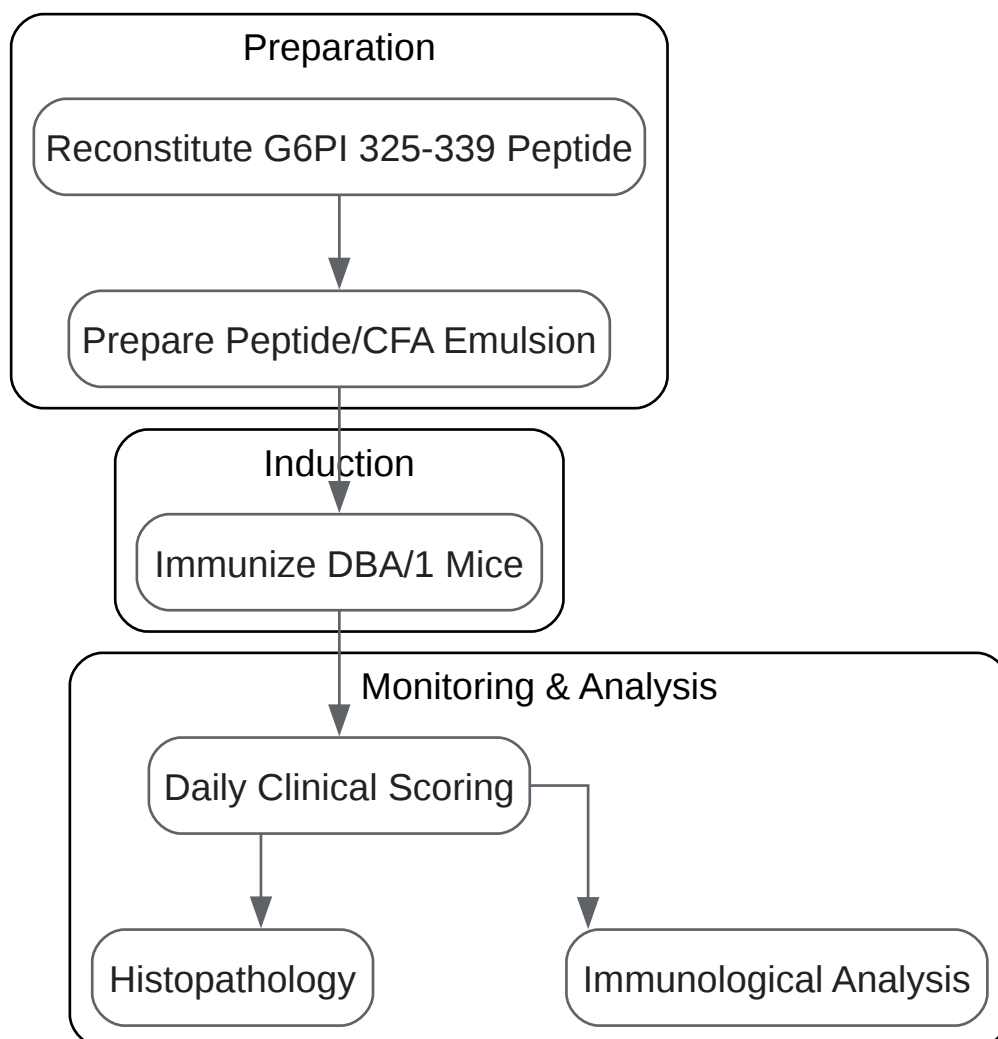 Preparation
Reconstitute G6PI 325-339 Peptide
Prepare Peptide/CFA Emulsion
Induction
Immunize DBA/1 Mice
Monitoring & Analysis
Daily Clinical Scoring
Histopathology
Immunological Analysis